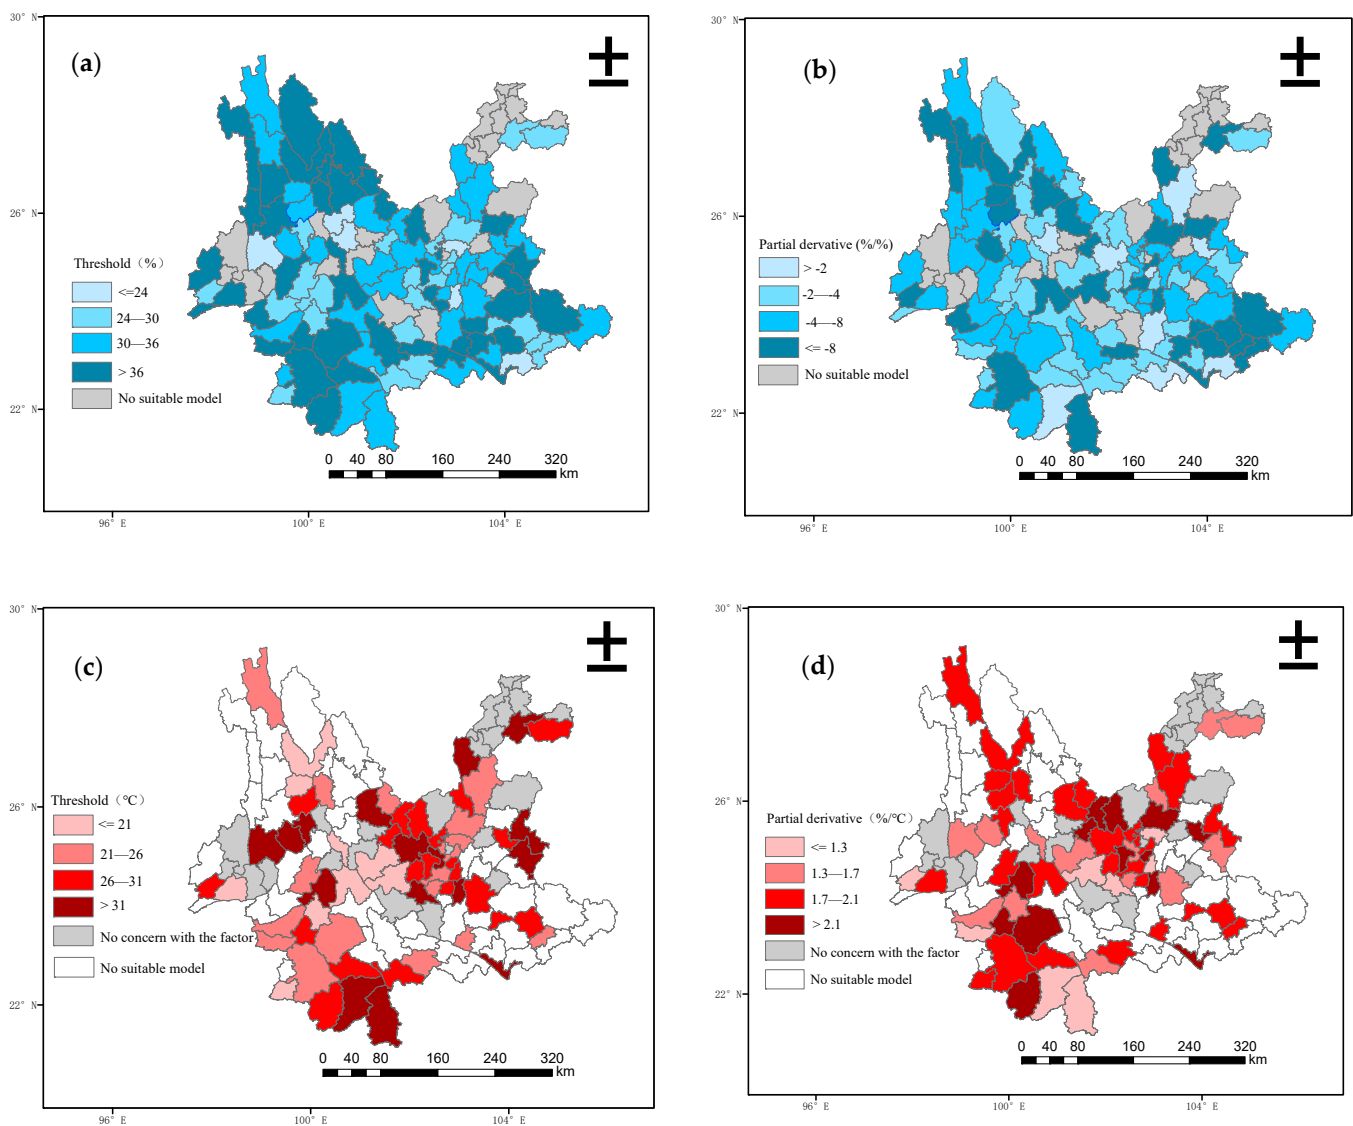 30° N
(a)
26° N
Threshold（%）
<=24
24—30
30—36
> 36
No suitable model
22° N
0 40 80 160 240 320
km
96° E 100° E 104° E
30° N
(b)
26° N
Partial dervative (%/%)
> -2
-2—-4
-4—-8
<= -8
No suitable model
22° N
0 40 80 160 240 320
km
96° E 100° E 104° E
30° N
(c)
26° N
Threshold（°C）
<= 21
21—26
26—31
> 31
No concern with the factor
No suitable model
22° N
0 40 80 160 240 320
km
96° E 100° E 104° E
30° N
(d)
26° N
Partial derivative（%/°C）
<= 1.3
1.3—1.7
1.7—2.1
> 2.1
No concern with the factor
No suitable model
22° N
0 40 80 160 240 320
km
96° E 100° E 104° E